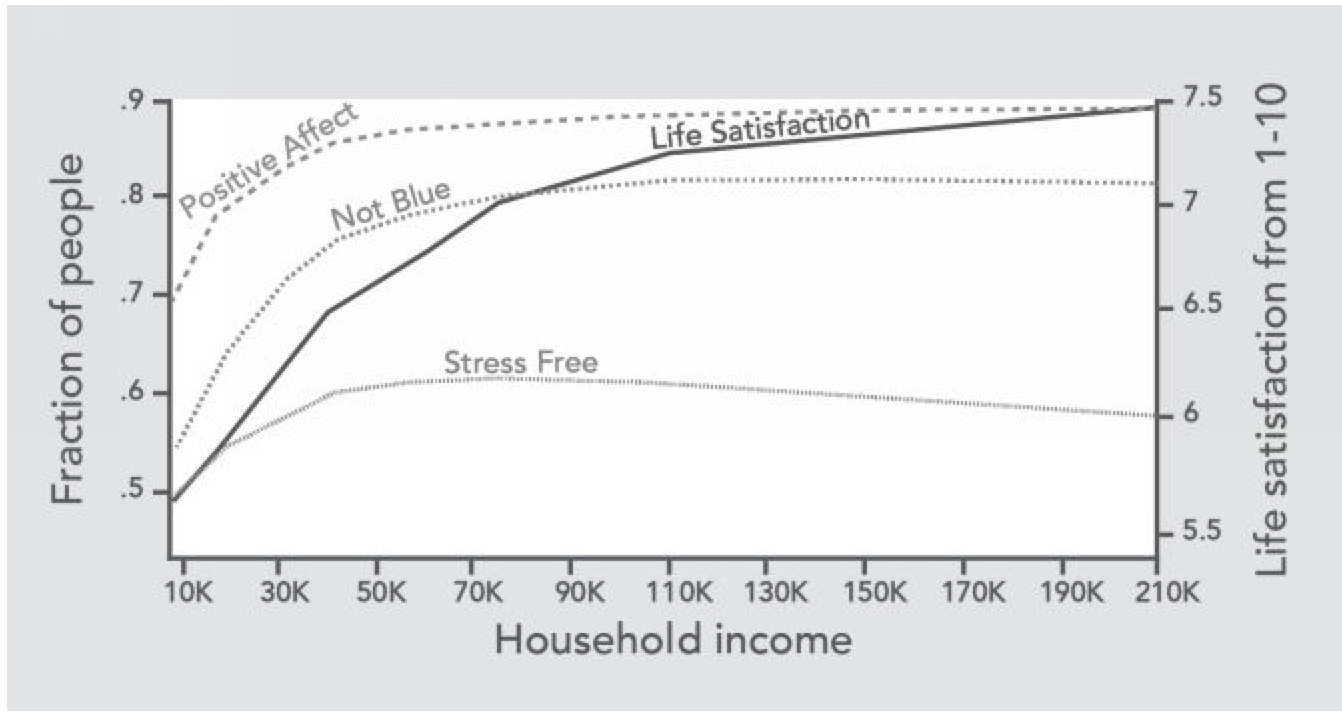 .9
.8
.7
.6
.5
Fraction of people
Positive Affect
Not Blue
Life Satisfaction
Stress Free
7.5
7
6.5
6
5.5
Life satisfaction from 1-10
10K 30K 50K 70K 90K 110K 130K 150K 170K 190K 210K
Household income